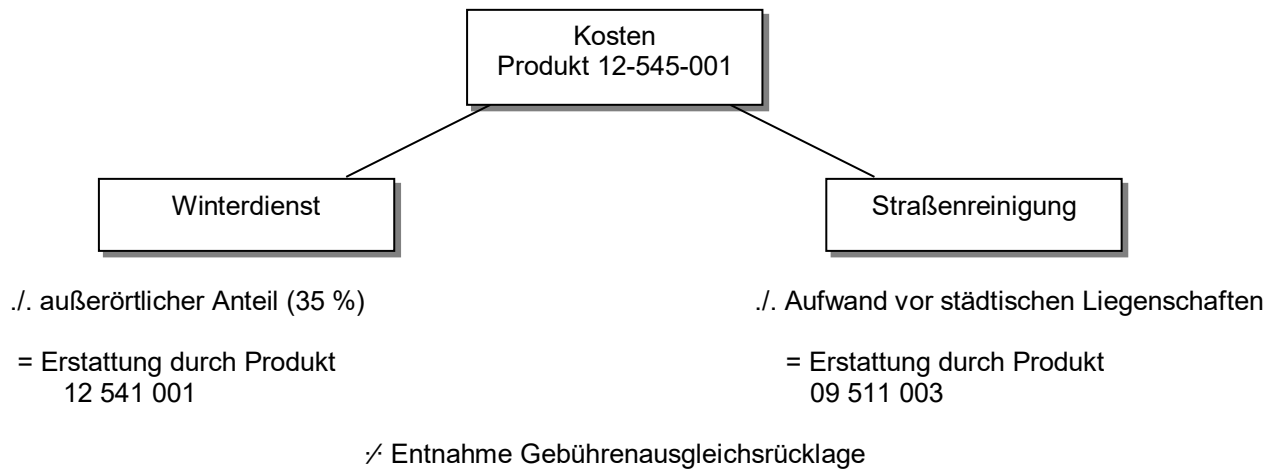 Kosten
Produkt 12-545-001
Winterdienst
Straßenreinigung
./. außerörtlicher Anteil (35 %)
./. Aufwand vor städtischen Liegenschaften
= Erstattung durch Produkt
12 541 001
= Erstattung durch Produkt
09 511 003
·/· Entnahme Gebührenausgleichsrücklage